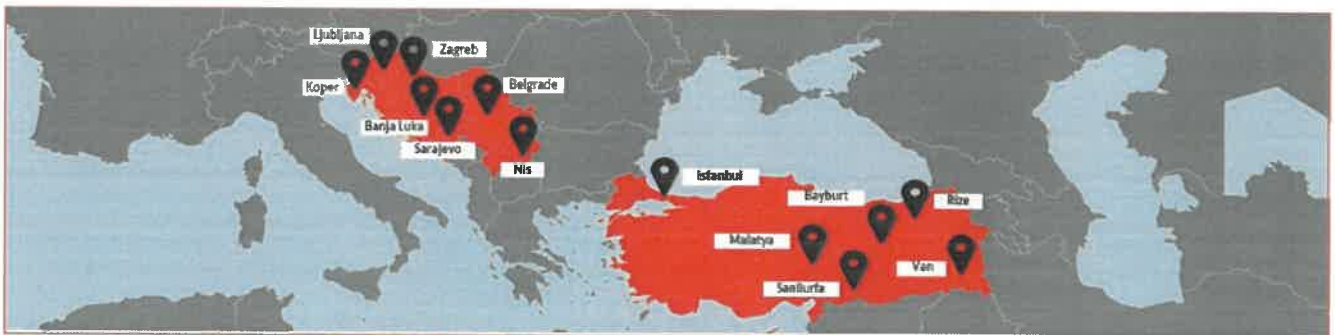 Ljubljana
Zagreb
Koper
Belgrade
Banja Luka
Sarajevo
Nis
Istanbul
Bayburt
Rize
Malatya
Van
Sanliurfa